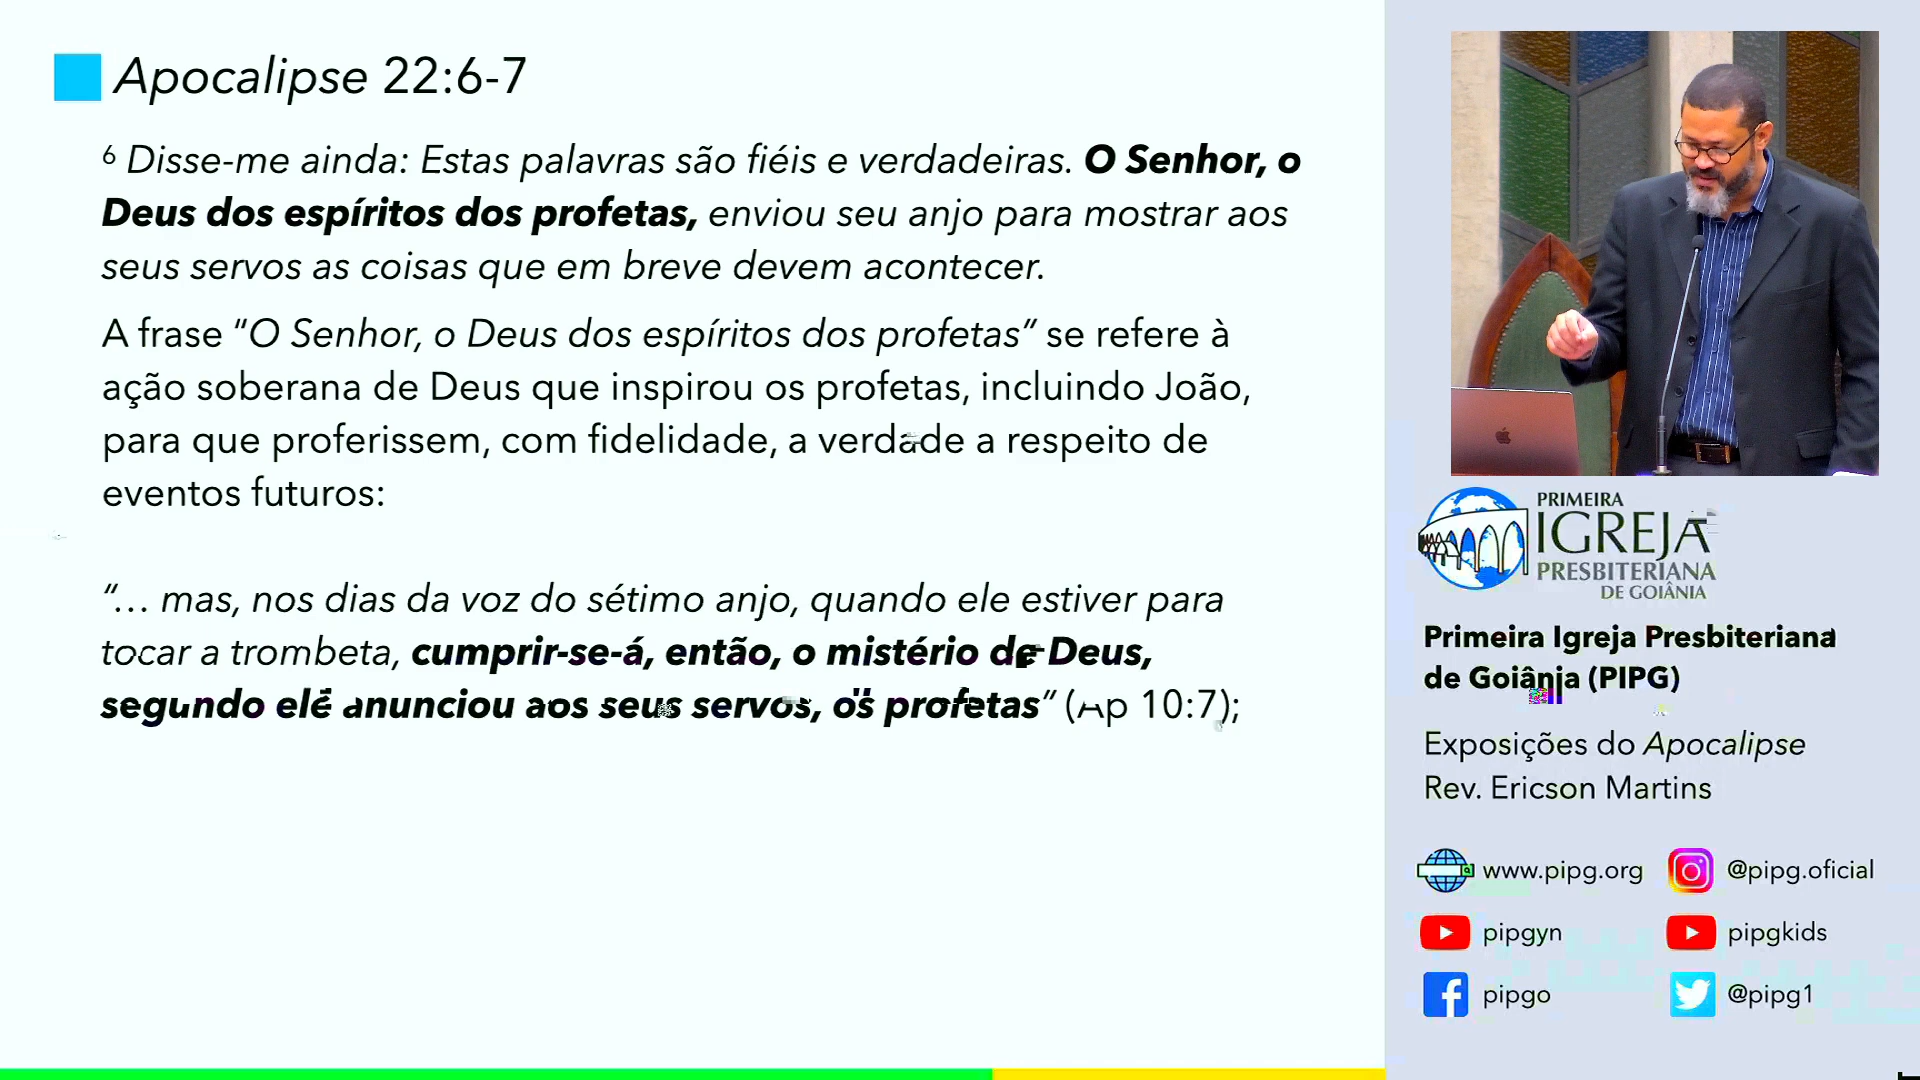 Apocalipse 22:6-7
⁶ Disse-me ainda: Estas palavras são fiéis e verdadeiras. O Senhor, o
Deus dos espíritos dos profetas, enviou seu anjo para mostrar aos
seus servos as coisas que em breve devem acontecer.
A frase “O Senhor, o Deus dos espíritos dos profetas” se refere à
ação soberana de Deus que inspirou os profetas, incluindo João,
para que proferissem, com fidelidade, a verdade a respeito de
eventos futuros:
“… mas, nos dias da voz do sétimo anjo, quando ele estiver para
tocar a trombeta, cumprir-se-á, então, o mistério de Deus,
segundo ele anunciou aos seus servos, os profetas” (Ap 10:7);
PRIMEIRA
IGREJA
PRESBITERIANA
DE GOIÂNIA
Primeira Igreja Presbiteriana
de Goiânia (PIPG)
Exposições do Apocalipse
Rev. Ericson Martins
www.pipg.org
@pipg.oficial
pipgyn
pipgkids
pipgo
@pipg1